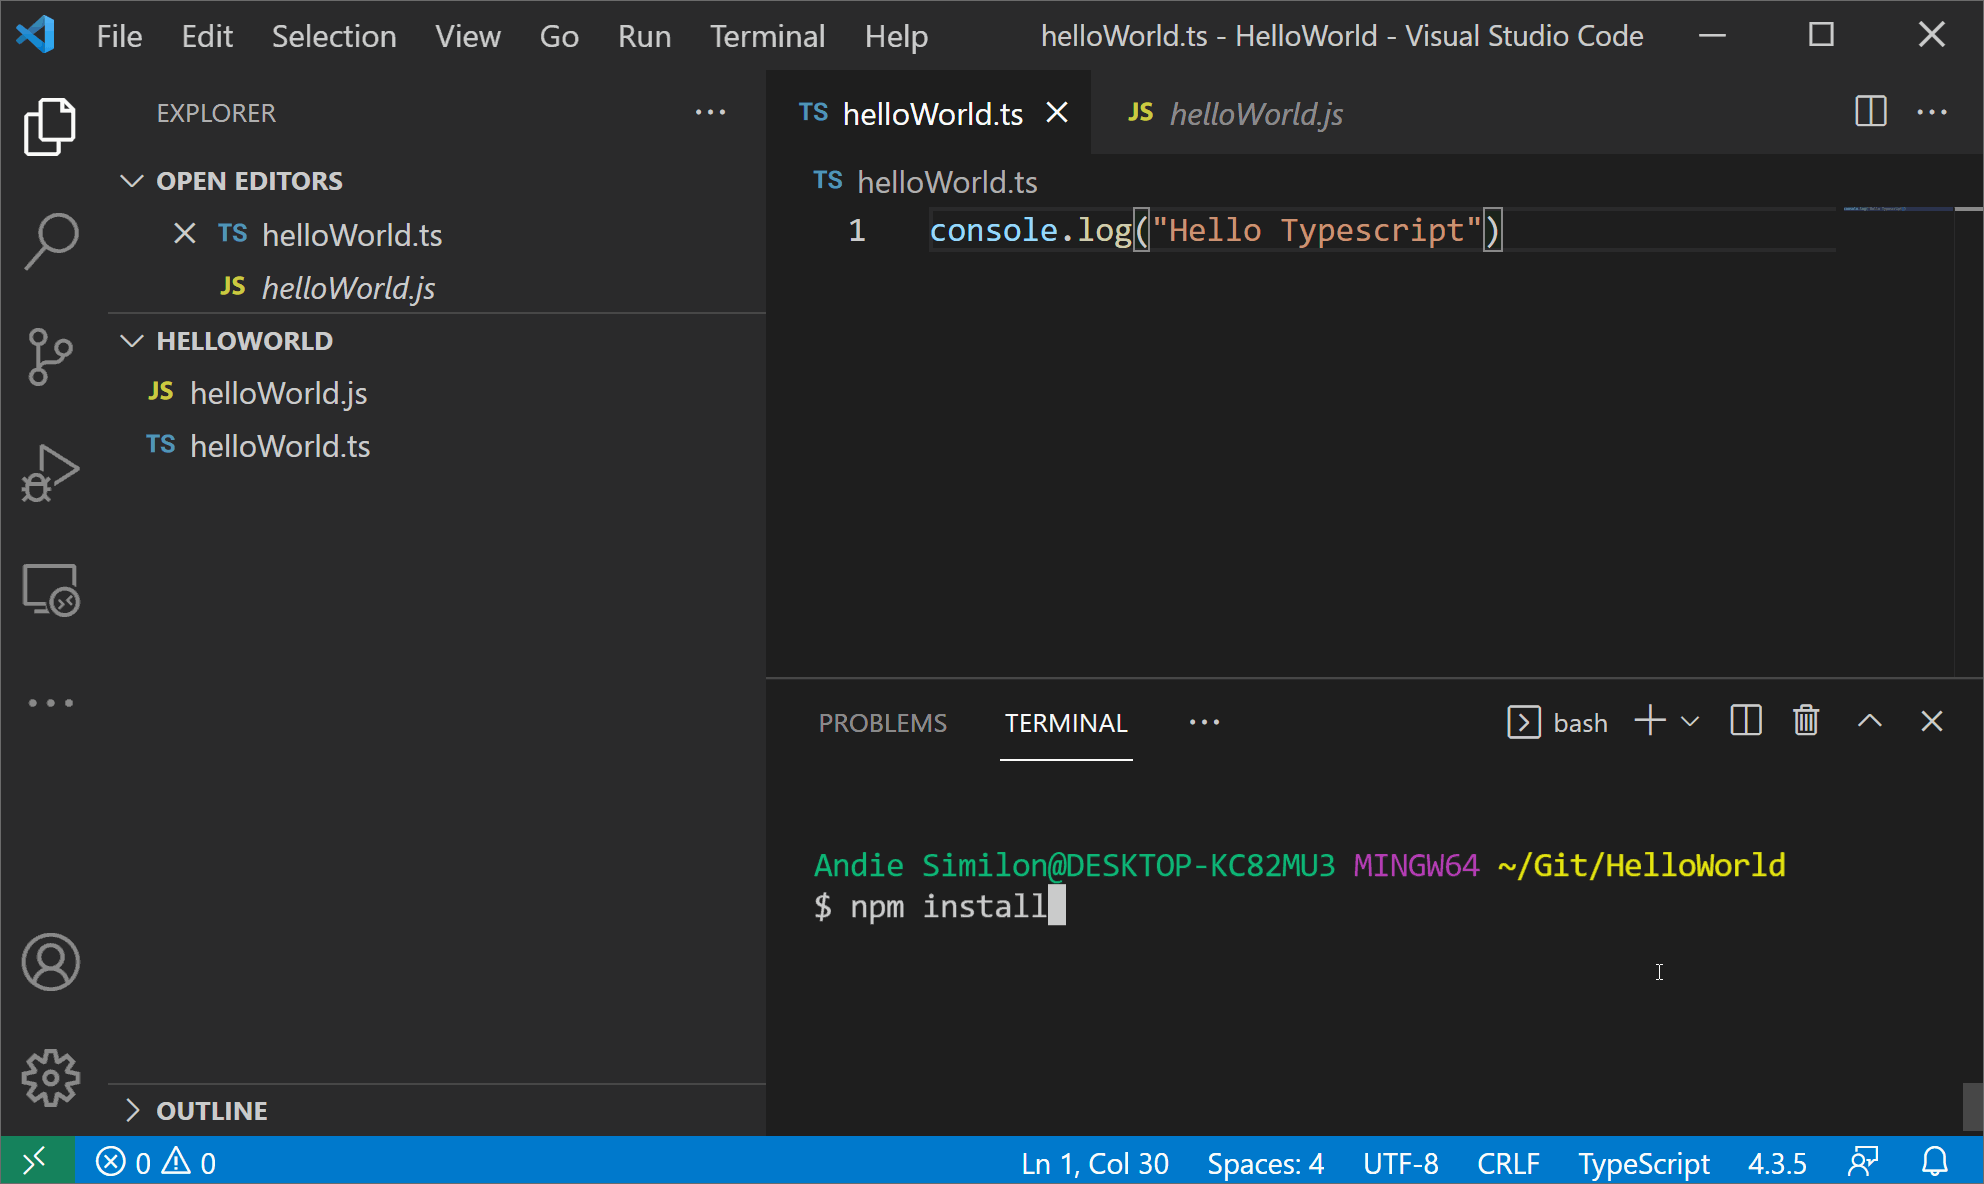 File Edit Selection View Go Run Terminal Help helloWorld.ts - HelloWorld - Visual Studio Code
EXPLORER
OPEN EDITORS
TS helloWorld.ts
JS helloWorld.js
HELLOWORLD
JS helloWorld.js
TS helloWorld.ts
OUTLINE
TS helloWorld.ts JS helloWorld.js
TS helloWorld.ts
1 console.log("Hello Typescript")
PROBLEMS TERMINAL bash
Andie Similon@DESKTOP-KC82MU3 MINGW64 ~/Git/HelloWorld
$ npm install
0 0 Ln 1, Col 30 Spaces: 4 UTF-8 CRLF TypeScript 4.3.5